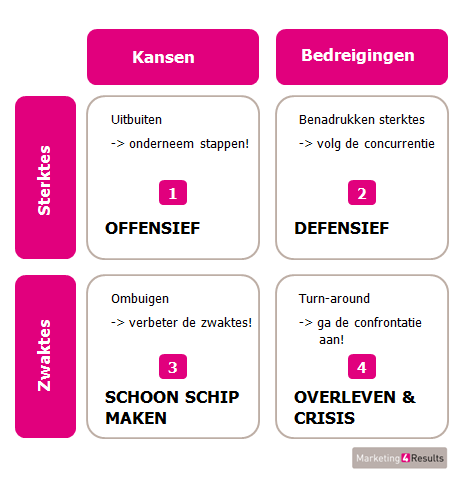 Kansen
Bedreigingen
Sterktes
Uitbuiten
-> onderneem stappen!
1
OFFENSIEF
Benadrukken sterktes
-> volg de concurrentie
2
DEFENSIEF
Zwaktes
Ombuigen
-> verbeter de zwaktes!
3
SCHOON SCHIP
MAKEN
Turn-around
-> ga de confrontatie
aan!
4
OVERLEVEN &
CRISIS
Marketing4Results